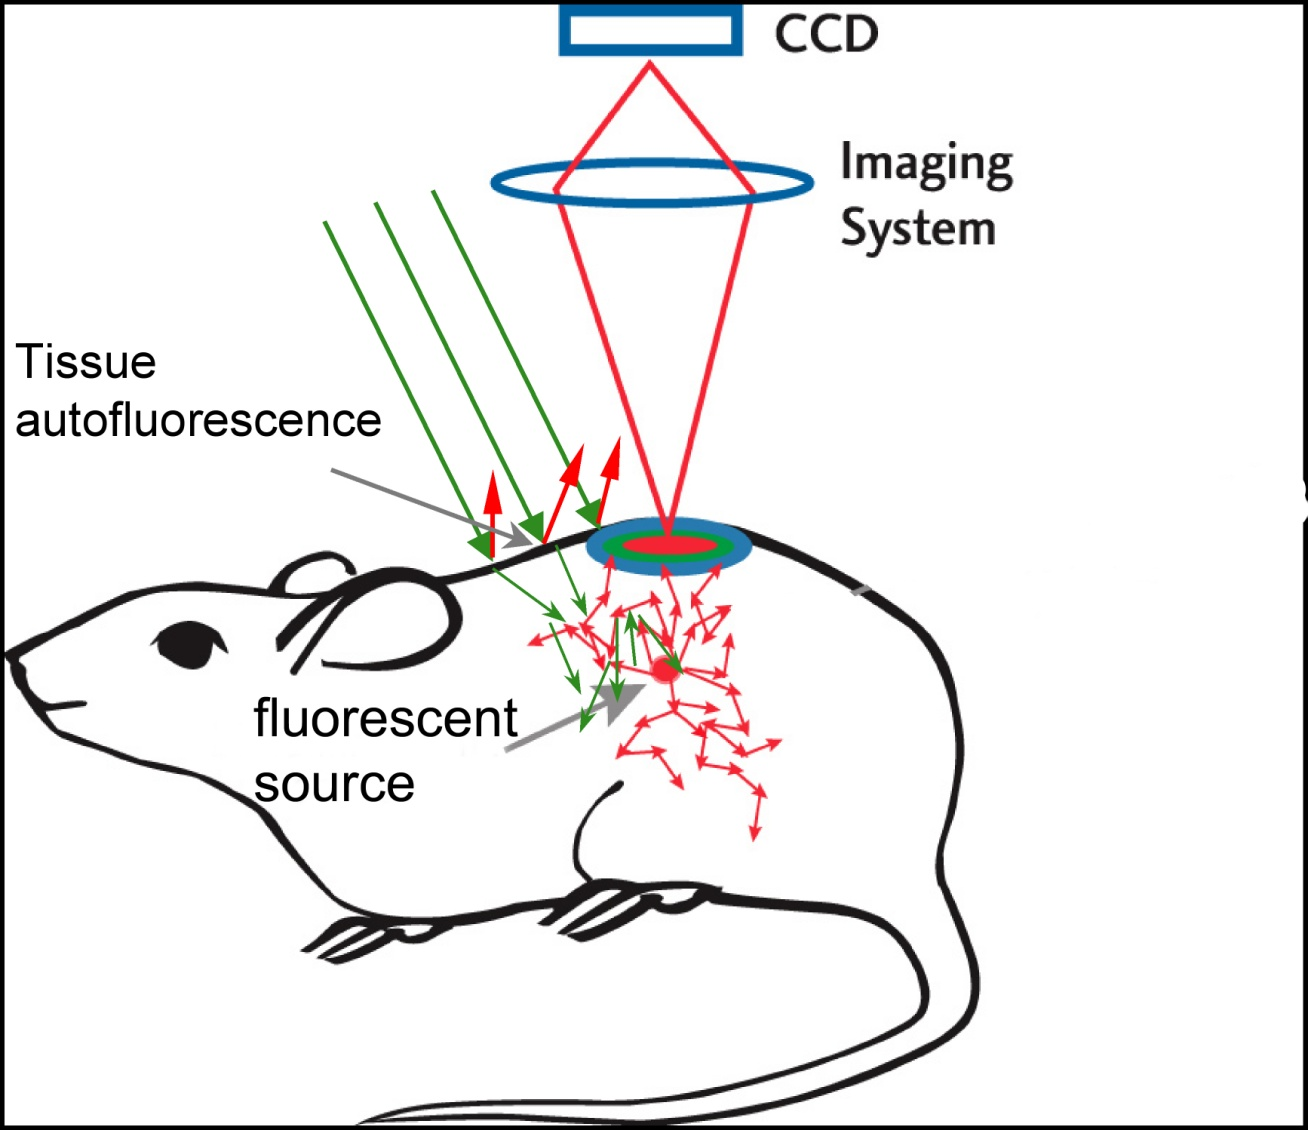 CCD
Imaging
System
Tissue
autofluorescence
fluorescent
source